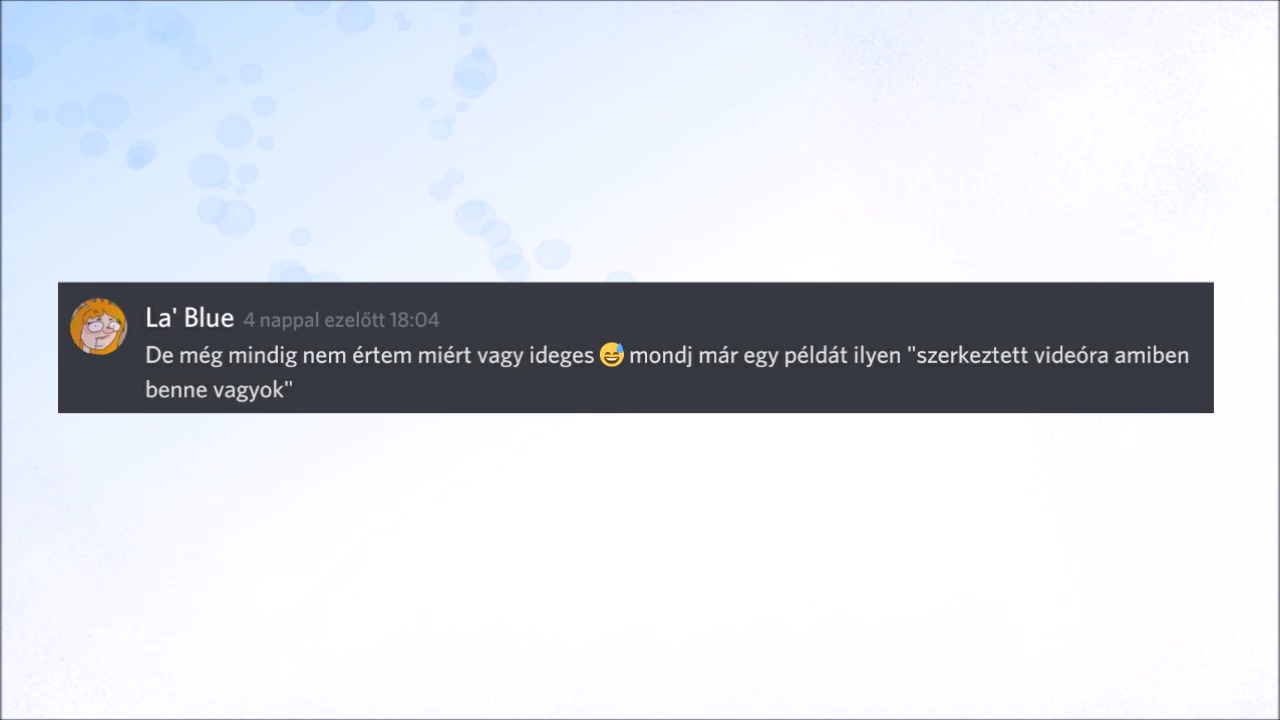 La' Blue 4 nappal ezelőtt 18:04
De még mindig nem értem miért vagy ideges 😅 mondj már egy példát ilyen "szerkeztett videóra amiben
benne vagyok"